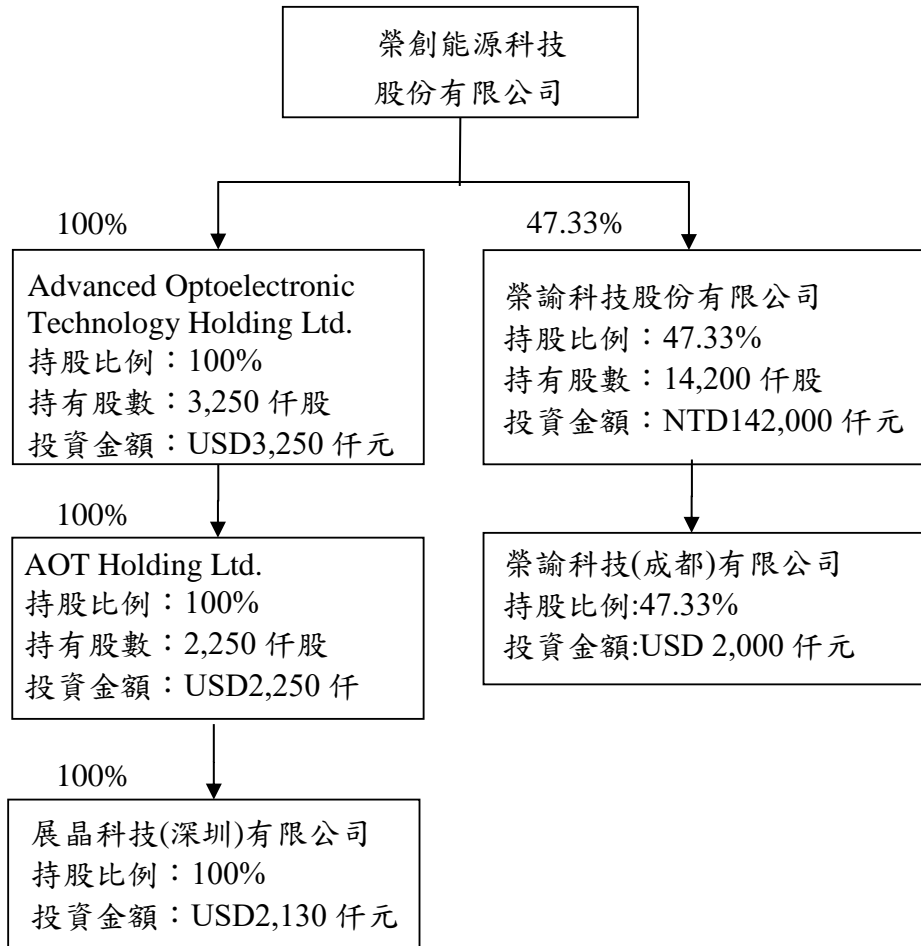 榮創能源科技
股份有限公司
100%
Advanced Optoelectronic
Technology Holding Ltd.
持股比例：100%
持有股數：3,250 仟股
投資金額：USD3,250 仟元
100%
AOT Holding Ltd.
持股比例：100%
持有股數：2,250 仟股
投資金額：USD2,250 仟
100%
展晶科技(深圳)有限公司
持股比例：100%
投資金額：USD2,130 仟元
47.33%
榮諭科技股份有限公司
持股比例：47.33%
持有股數：14,200 仟股
投資金額：NTD142,000 仟元
榮諭科技(成都)有限公司
持股比例:47.33%
投資金額:USD 2,000 仟元